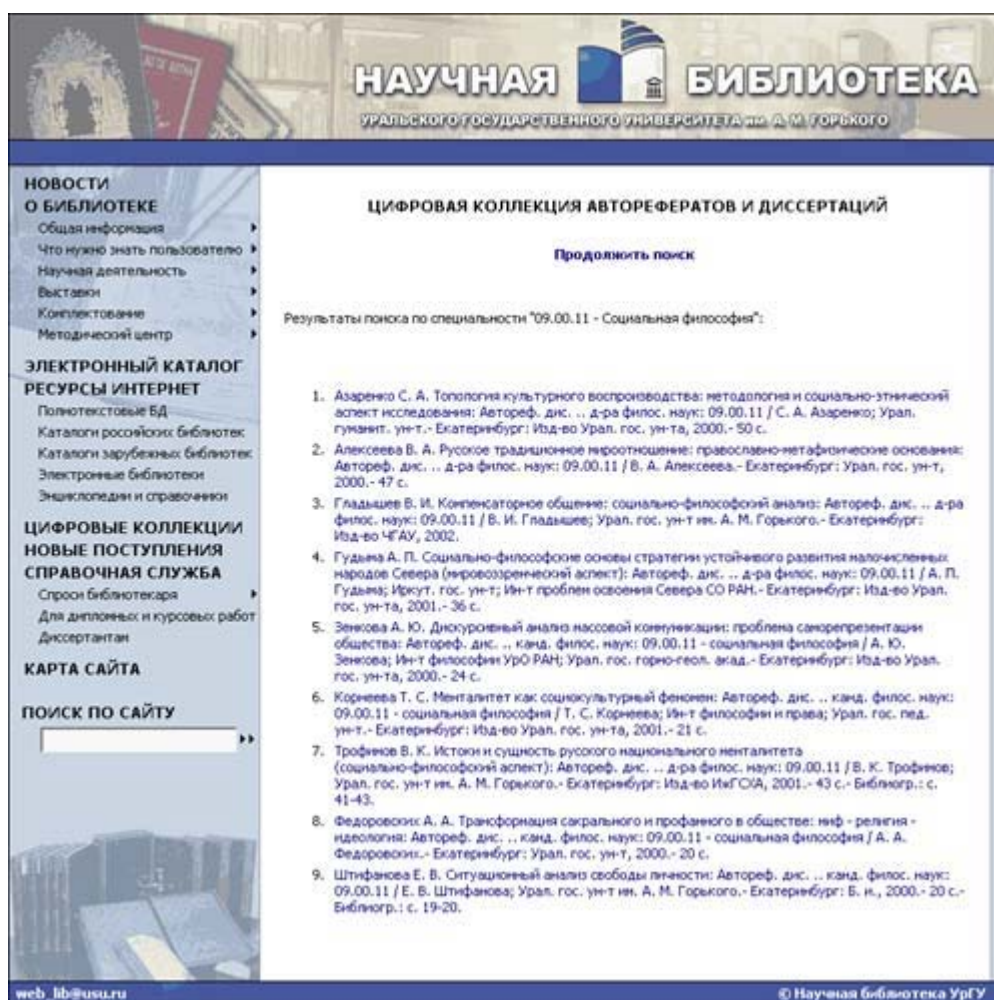 НАУЧНАЯ БИБЛИОТЕКА
УРАЛЬСКОГО ГОСУДАРСТВЕННОГО УНИВЕРСИТЕТА им. А. М. ГОРЬКОГО
НОВОСТИ
О БИБЛИОТЕКЕ
Общая информация
Что нужно знать пользователю
Научная деятельность
Выставки
Комплектование
Методический центр
ЭЛЕКТРОННЫЙ КАТАЛОГ
РЕСУРСЫ ИНТЕРНЕТ
Полнотекстовые БД
Каталоги российских библиотек
Каталоги зарубежных библиотек
Электронные библиотеки
Энциклопедии и справочники
ЦИФРОВЫЕ КОЛЛЕКЦИИ
НОВЫЕ ПОСТУПЛЕНИЯ
СПРАВОЧНАЯ СЛУЖБА
Спроси библиотекаря
Для дипломных и курсовых работ
Диссертантам
КАРТА САЙТА
ПОИСК ПО САЙТУ
ЦИФРОВАЯ КОЛЛЕКЦИЯ АВТОРЕФЕРАТОВ И ДИССЕРТАЦИЙ
Продолжить поиск
Результаты поиска по специальности "09.00.11 - Социальная философия":
1. Азаренко С. А. Топология культурного воспроизводства: методология и социально-этнический
аспект исследования: Автореф. дис. .. д-ра филос. наук: 09.00.11 / С. А. Азаренко; Урал.
гуманит. ун-т.- Екатеринбург: Изд-во Урал. гос. ун-та, 2000.- 50 с.
2. Алексеева В. А. Русское традиционное мироотношение: православно-метафизические основания:
Автореф. дис. .. д-ра филос. наук: 09.00.11 / В. А. Алексеева.- Екатеринбург: Урал. гос. ун-т,
2000.- 47 с.
3. Гладышев В. И. Компенсаторное общение: социально-философский анализ: Автореф. дис. .. д-ра
филос. наук: 09.00.11 / В. И. Гладышев; Урал. гос. ун-т им. А. М. Горького.- Екатеринбург:
Изд-во ЧГАУ, 2002.
4. Гудыма А. П. Социально-философские основы стратегии устойчивого развития малочисленных
народов Севера (мировоззренческий аспект): Автореф. дис. .. д-ра филос. наук: 09.00.11 / А. П.
Гудыма; Иркут. гос. ун-т; Ин-т проблем освоения Севера СО РАН.- Екатеринбург: Изд-во Урал.
гос. ун-та, 2001.- 36 с.
5. Зенкова А. Ю. Дискурсивный анализ массовой коммуникации: проблема саморепрезентации
общества: Автореф. дис. .. канд. филос. наук: 09.00.11 - социальная философия / А. Ю.
Зенкова; Ин-т философии УрО РАН; Урал. гос. горно-геол. акад.- Екатеринбург: Изд-во Урал.
гос. ун-та, 2000.- 24 с.
6. Корнеева Т. С. Менталитет как социокультурный феномен: Автореф. дис. .. канд. филос. наук:
09.00.11 - социальная философия / Т. С. Корнеева; Ин-т философии и права; Урал. гос. пед.
ун-т.- Екатеринбург: Изд-во Урал. гос. ун-та, 2001.- 21 с.
7. Трофимов В. К. Истоки и сущность русского национального менталитета
(социально-философский аспект): Автореф. дис. .. д-ра филос. наук: 09.00.11 / В. К. Трофимов;
Урал. гос. ун-т им. А. М. Горького.- Екатеринбург: Изд-во ИжГСХА, 2001.- 43 с.- Библиогр.: с.
41-43.
8. Федоровских А. А. Трансформация сакрального и профанного в обществе: миф - религия -
идеология: Автореф. дис. .. канд. филос. наук: 09.00.11 - социальная философия / А. А.
Федоровских.- Екатеринбург: Урал. гос. ун-т, 2000.- 20 с.
9. Штифанова Е. В. Ситуационный анализ свободы личности: Автореф. дис. .. канд. филос. наук:
09.00.11 / Е. В. Штифанова; Урал. гос. ун-т им. А. М. Горького.- Екатеринбург: Б. и., 2000.- 20 с.-
Библиогр.: с. 19-20.
web_lib@usu.ru
© Научная библиотека УрГУ